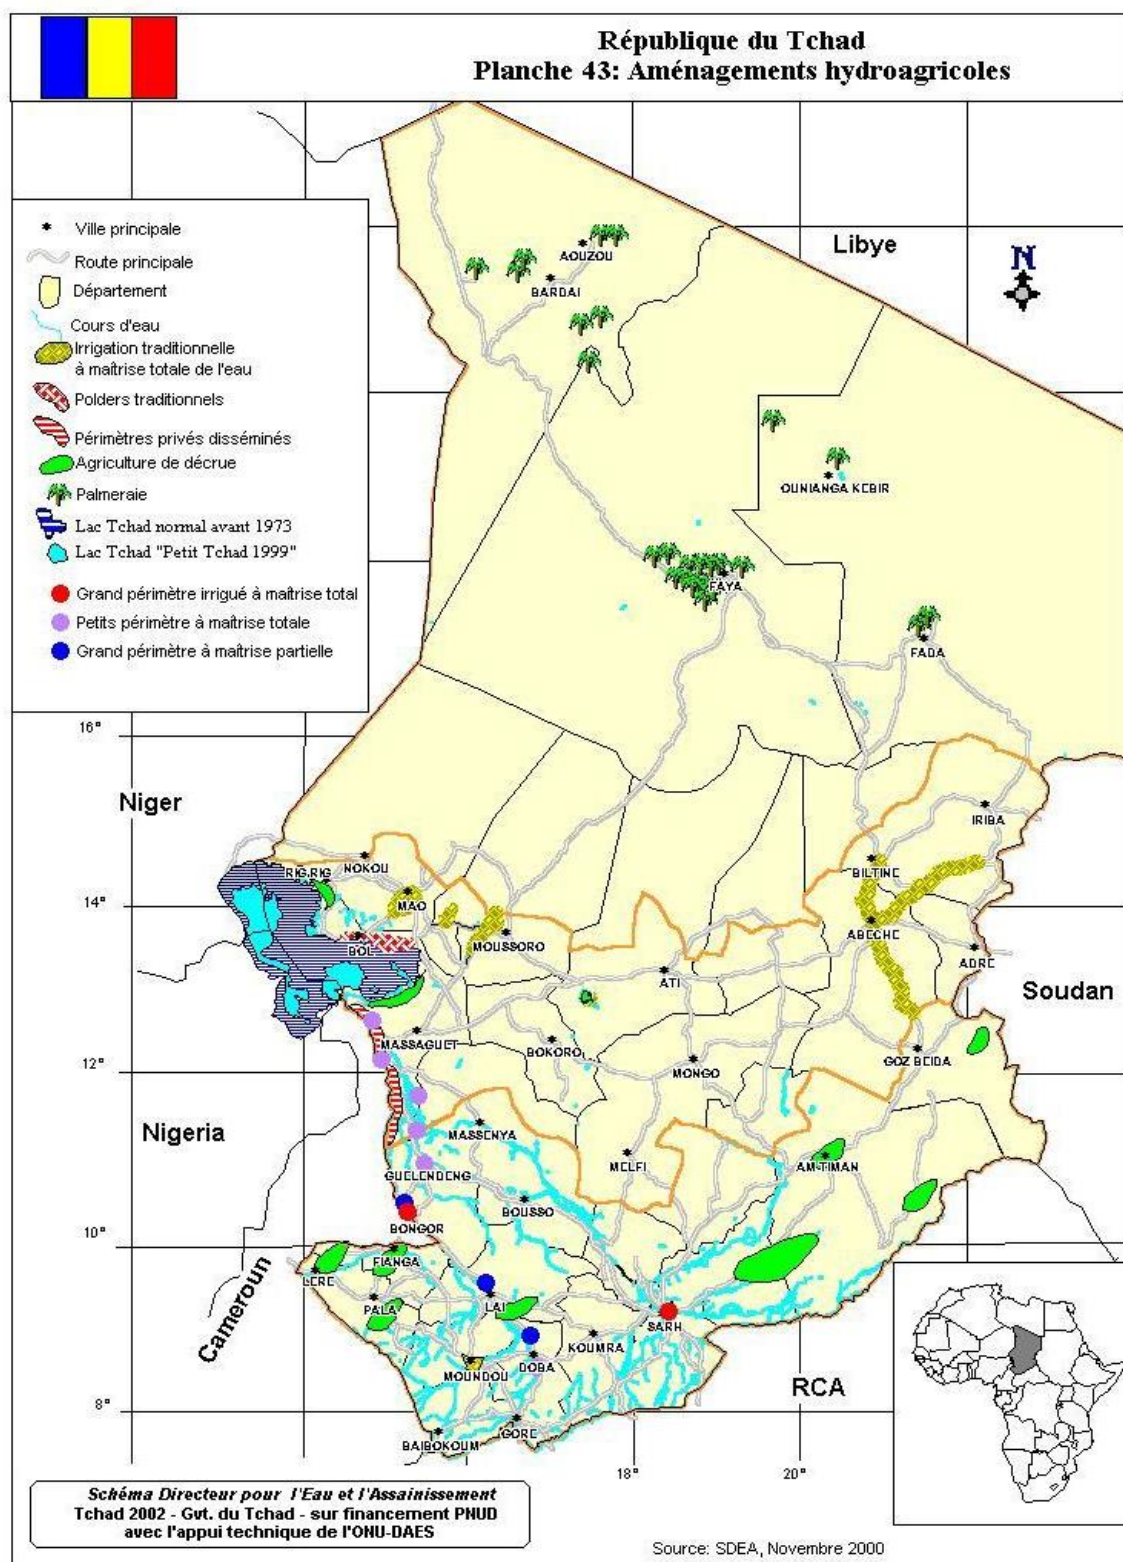 République du Tchad
Planche 43: Aménagements hydroagricoles
Ville principale
Route principale
Département
Cours d'eau
Irrigation traditionnelle
à maîtrise totale de l'eau
Polders traditionnels
Périmètres privés disséminés
Agriculture de décrue
Palmeraie
Lac Tchad normal avant 1973
Lac Tchad "Petit Tchad 1999"
Grand périmètre irrigué à maîtrise total
Petits périmètre à maîtrise totale
Grand périmètre à maîtrise partielle
Libye
N
AOUZOU
BARDAI
OUNIANGA KEBIR
FAYA
FADA
16°
Niger
IRIBA
BILTINE
RIG RIG
NOKOU
MAO
14°
BOL
MOUSSORO
ABECHE
ADRE
ATI
Soudan
MASSAGUET
BOKORO
MONGO
GOZ BEIDA
12°
Nigeria
MASSENYA
MELFI
AM TIMAN
GUELENDENG
BOUSSO
BONGOR
10°
FIANGA
LERE
PALA
LAI
SARH
KOUMRA
Cameroun
MOUNDOU
DOBA
RCA
8°
GORE
BAIBOKOUM
18°
20°
Schéma Directeur pour l'Eau et l'Assainissement
Tchad 2002 - Gvt. du Tchad - sur financement PNUD
avec l'appui technique de l'ONU-DAES
Source: SDEA, Novembre 2000